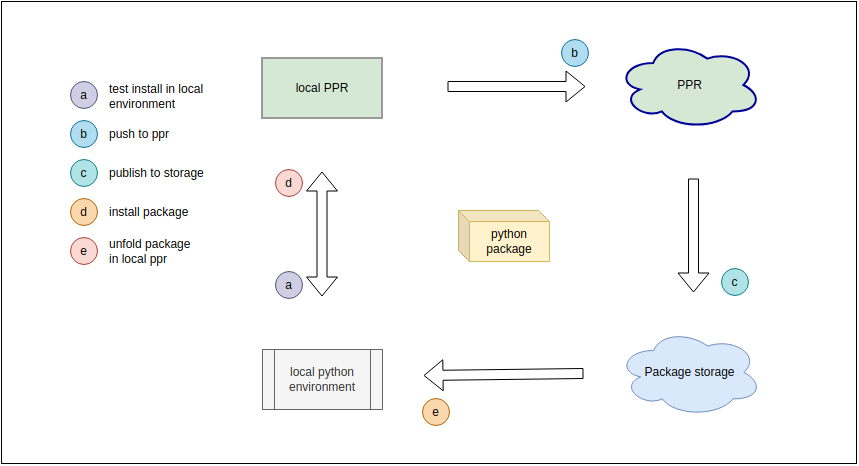 b
local PPR
PPR
a
test install in local
environment
b
push to ppr
c
publish to storage
d
install package
e
unfold package
in local ppr
d
a
python
package
c
local python
environment
Package storage
e